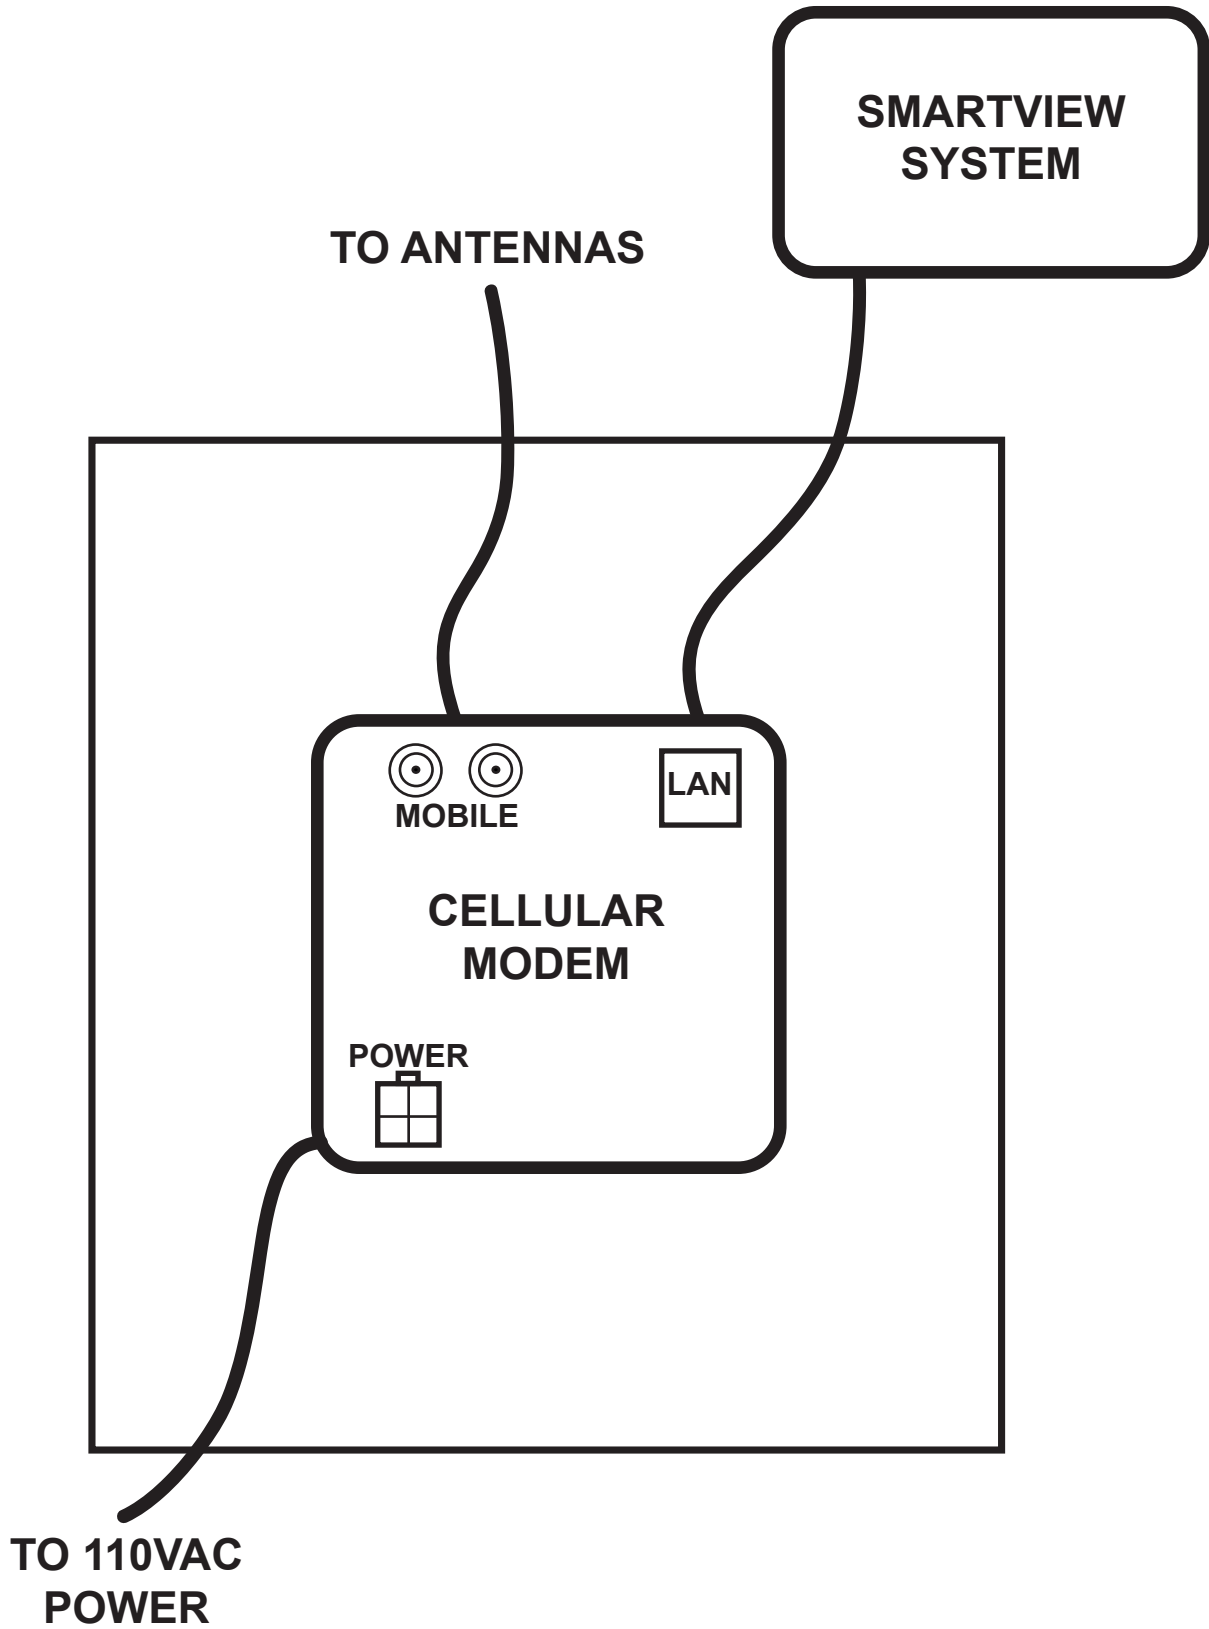 SMARTVIEW
SYSTEM
TO ANTENNAS
LAN
MOBILE
CELLULAR
MODEM
POWER
TO 110VAC
POWER